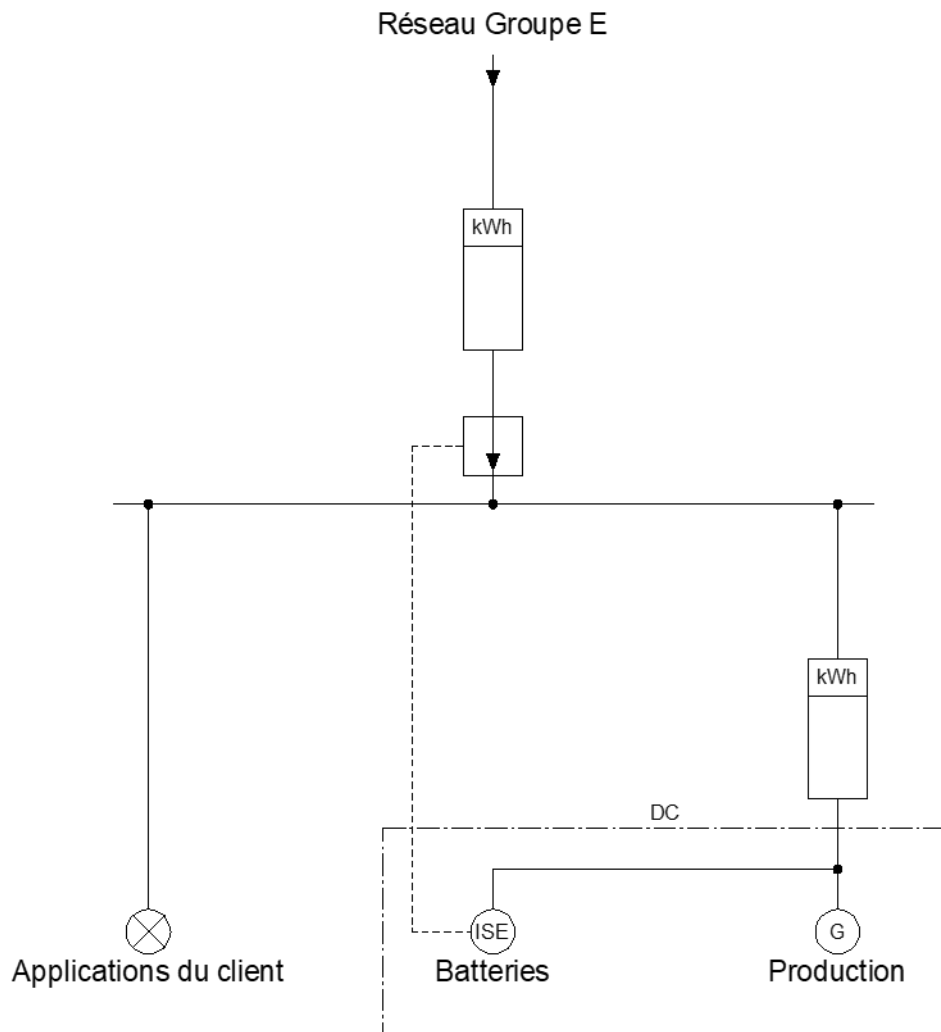 Réseau Groupe E
kWh
kWh
DC
ISE
G
Applications du client
Batteries
Production